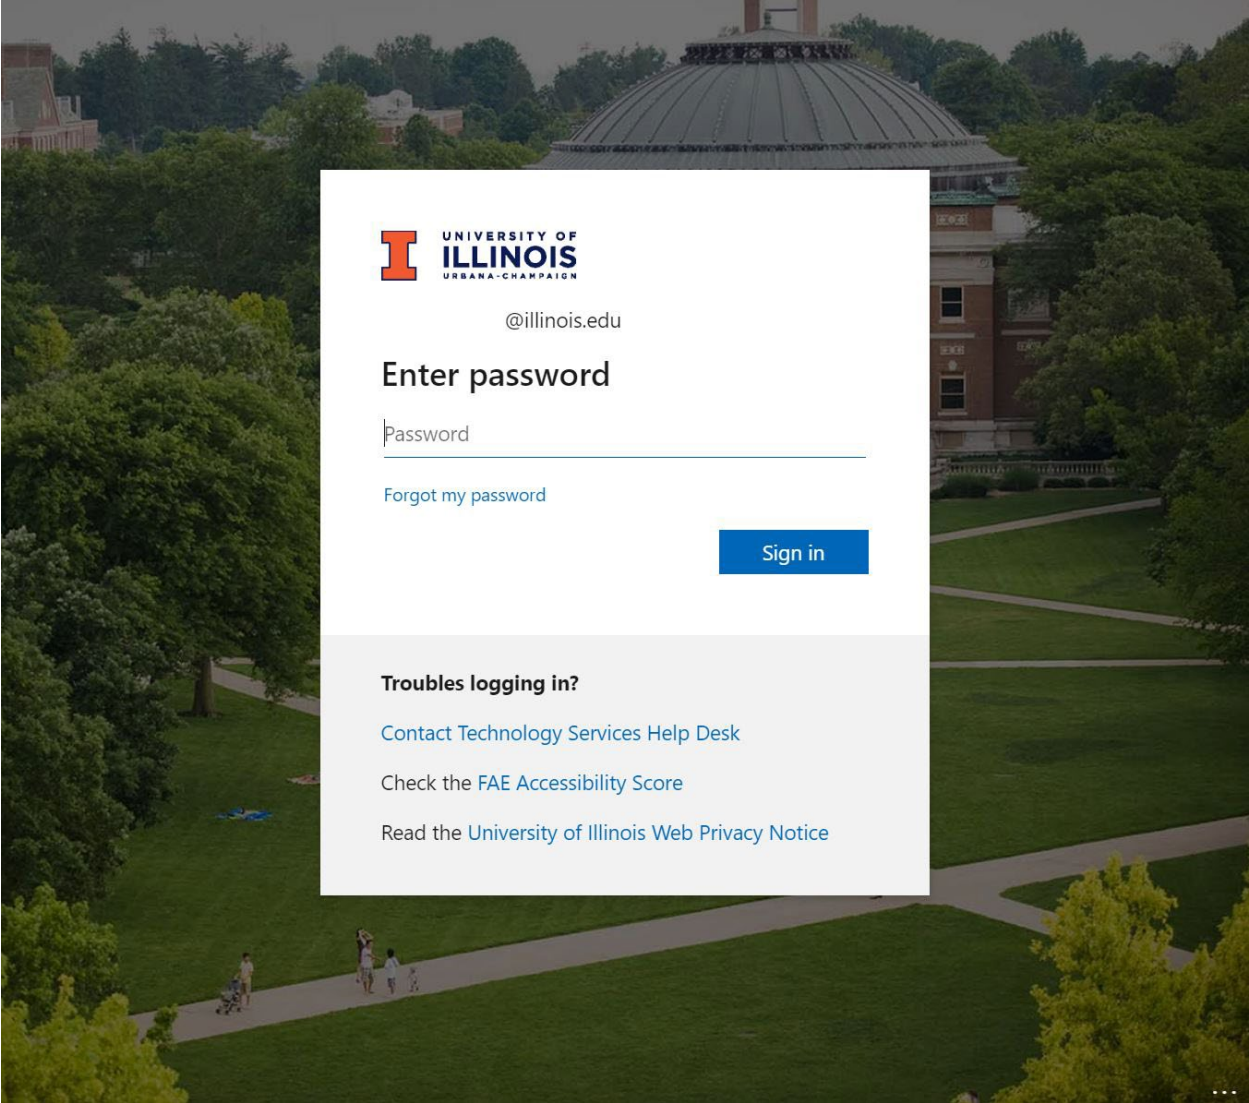 UNIVERSITY OF
ILLINOIS
URBANA-CHAMPAIGN
@illinois.edu
Enter password
Password
Forgot my password
Sign in
Troubles logging in?
Contact Technology Services Help Desk
Check the FAE Accessibility Score
Read the University of Illinois Web Privacy Notice